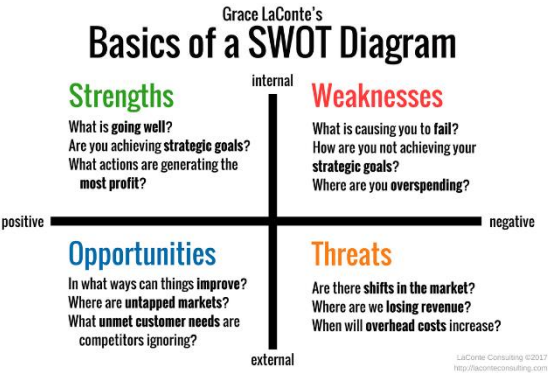 Grace LaConte's
Basics of a SWOT Diagram
internal
Strengths
What is going well?
Are you achieving strategic goals?
What actions are generating the
most profit?
Weaknesses
What is causing you to fail?
How are you not achieving your
strategic goals?
Where are you overspending?
positive
negative
Opportunities
In what ways can things improve?
Where are untapped markets?
What unmet customer needs are
competitors ignoring?
Threats
Are there shifts in the market?
Where are we losing revenue?
When will overhead costs increase?
external
LaConte Consulting ©2017
http://laconteconsulting.com